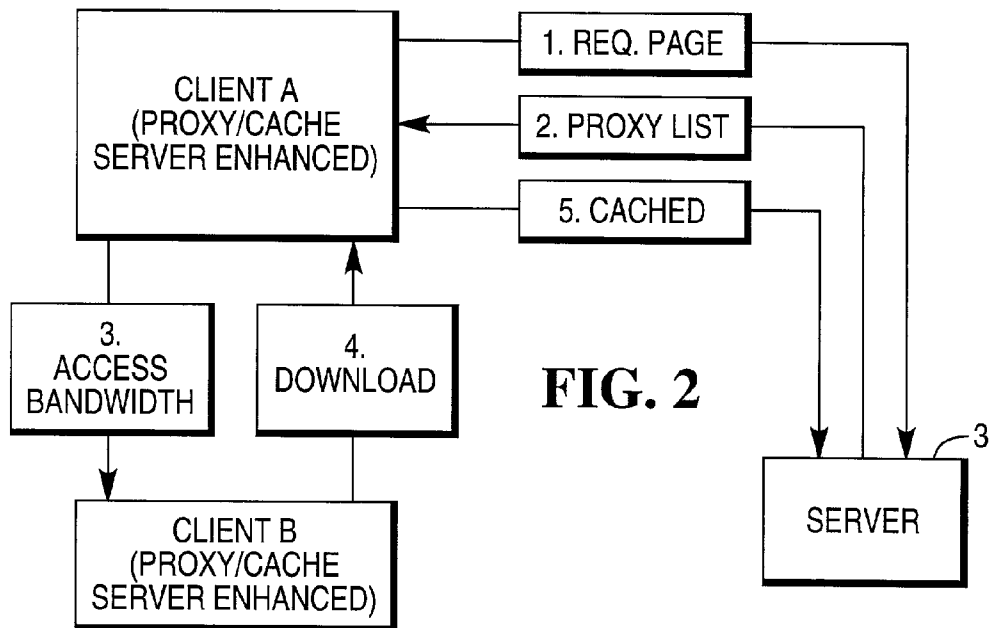 CLIENT A
(PROXY/CACHE
SERVER ENHANCED)
1. REQ. PAGE
2. PROXY LIST
5. CACHED
3.
ACCESS
BANDWIDTH
4.
DOWNLOAD
FIG. 2
3
SERVER
CLIENT B
(PROXY/CACHE
SERVER ENHANCED)